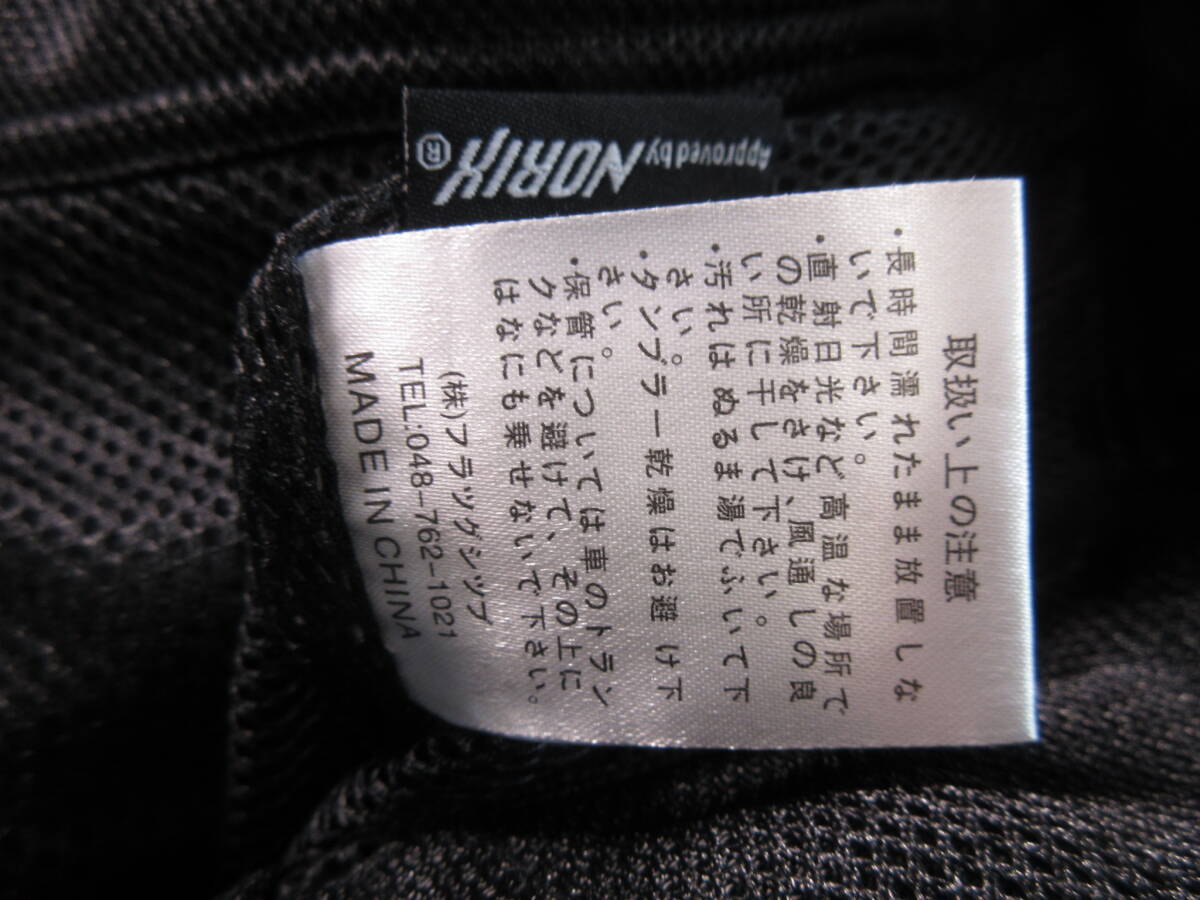 Approved by NORIX®
取扱い上の注意
・長時間濡れたまま放置しな
いで下さい。
・直射日光など高温な場所で
の乾燥をさけ、風通しの良
い所に干して下さい。
・汚れはぬるま湯でふいて下
さい。
・タンブラー乾燥はお避け下
さい。
・保管については車のトラン
クなどを避けて、その上に
はなにも乗せないで下さい。
(株)フラッグシップ
TEL:048-762-1021
MADE IN CHINA